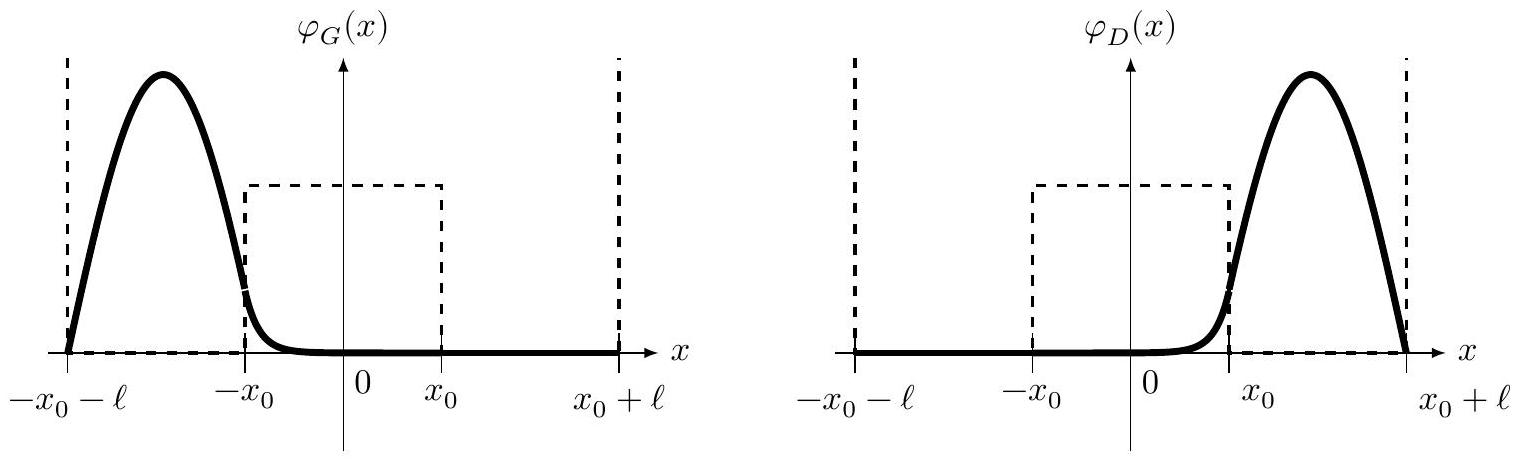 φ_G(x)
φ_D(x)
x
x
−x_0 − ℓ
−x_0
0
x_0
x_0 + ℓ
−x_0 − ℓ
−x_0
0
x_0
x_0 + ℓ